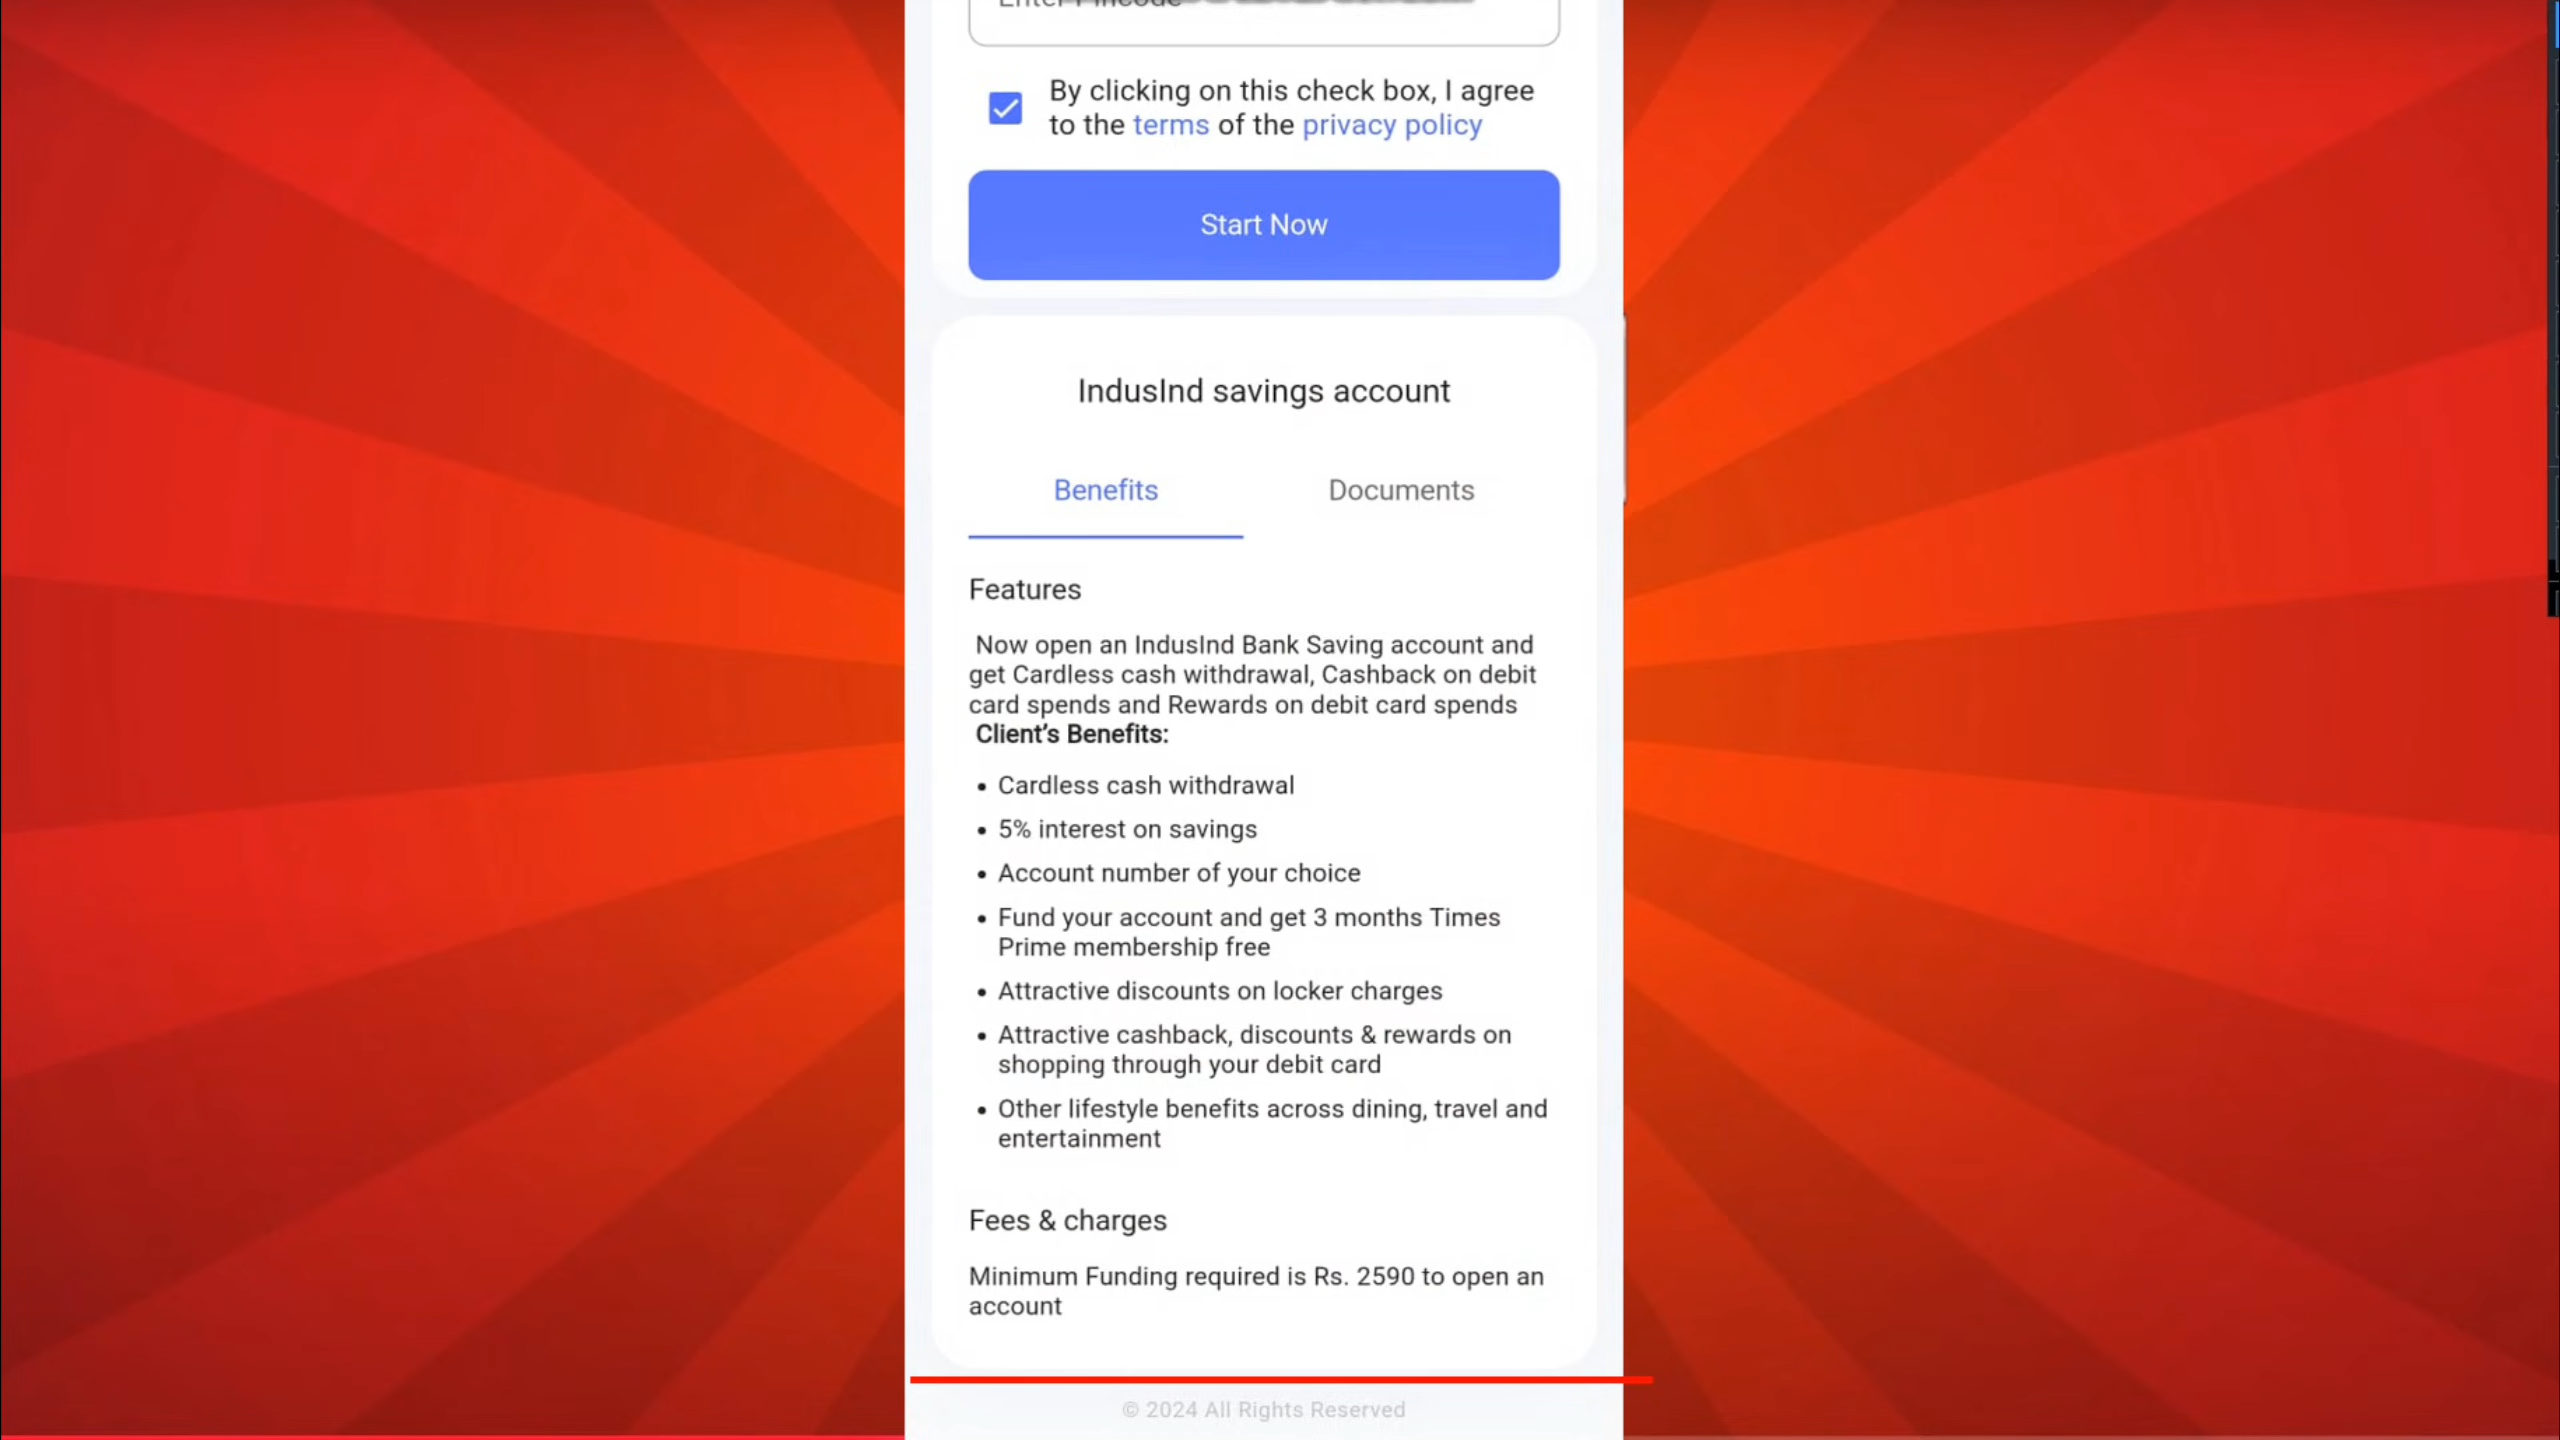 By clicking on this check box, I agree
to the terms of the privacy policy
Start Now
IndusInd savings account
Benefits
Documents
Features
Now open an IndusInd Bank Saving account and
get Cardless cash withdrawal, Cashback on debit
card spends and Rewards on debit card spends
Client’s Benefits:
• Cardless cash withdrawal
• 5% interest on savings
• Account number of your choice
• Fund your account and get 3 months Times
Prime membership free
• Attractive discounts on locker charges
• Attractive cashback, discounts & rewards on
shopping through your debit card
• Other lifestyle benefits across dining, travel and
entertainment
Fees & charges
Minimum Funding required is Rs. 2590 to open an
account
© 2024 All Rights Reserved